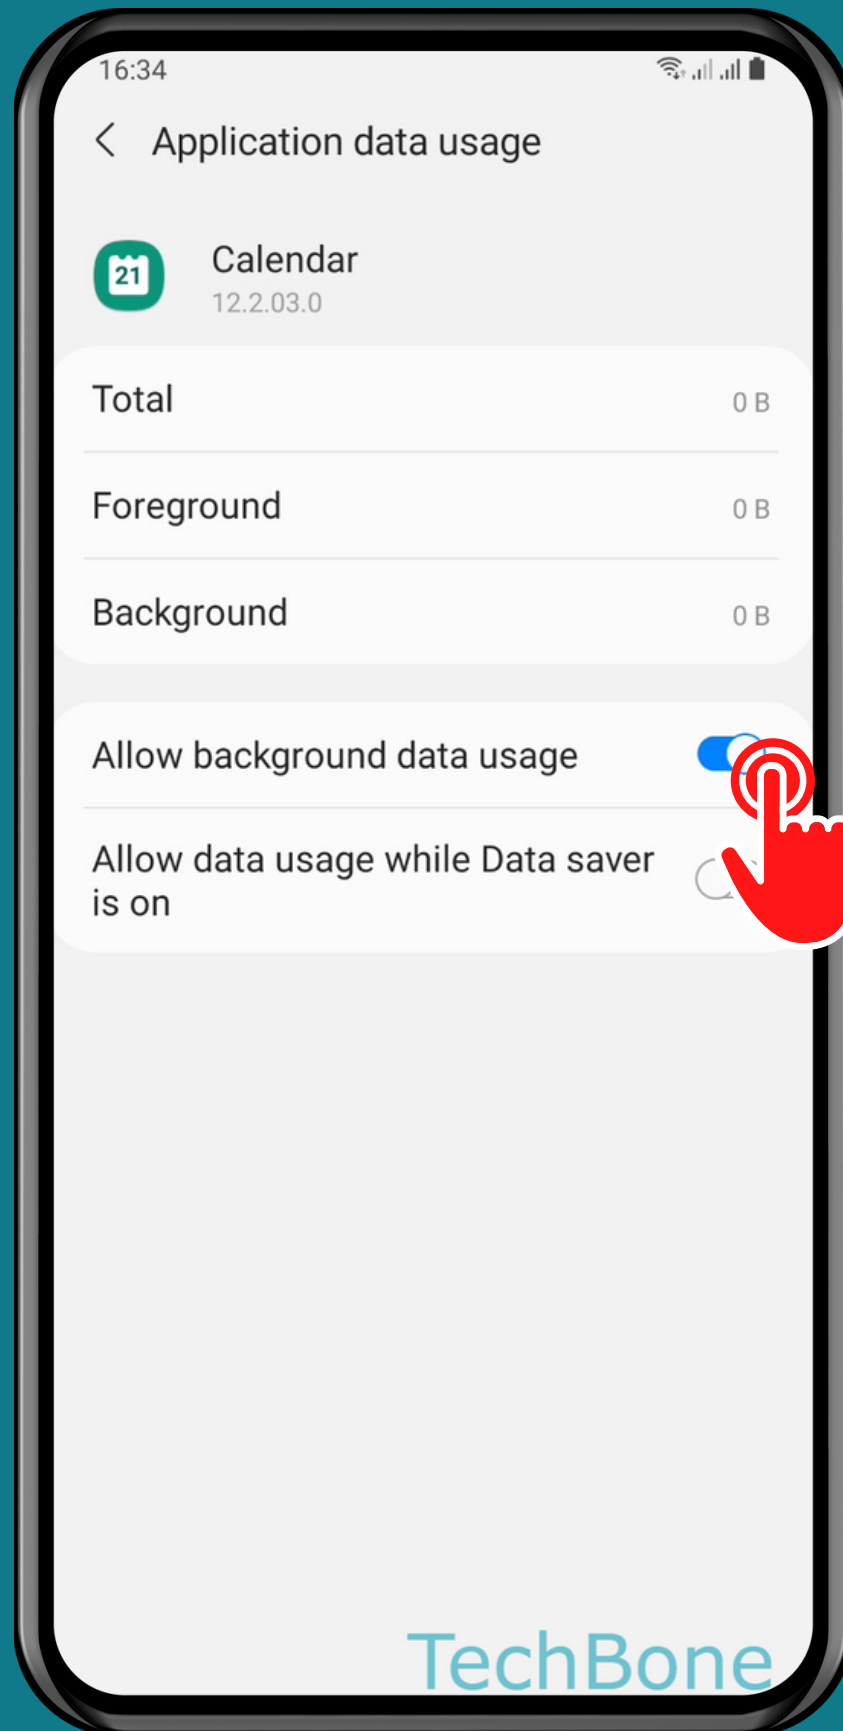 16:34
Application data usage
21
Calendar
12.2.03.0
Total
0 B
Foreground
0 B
Background
0 B
Allow background data usage
Allow data usage while Data saver
is on
TechBone